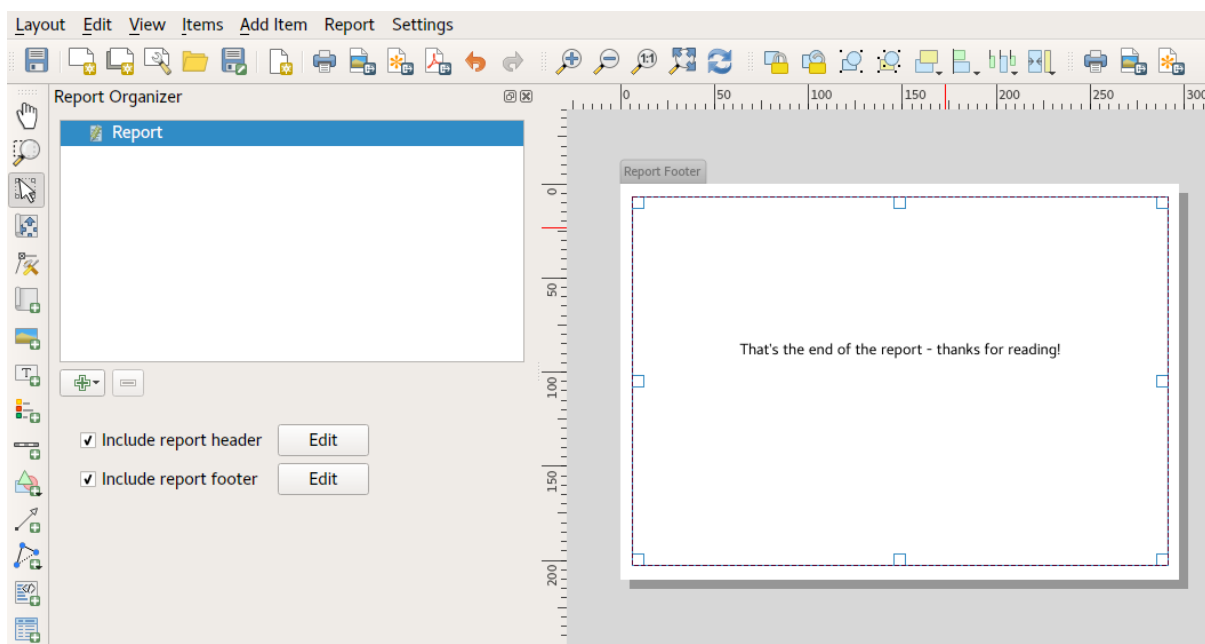 Layout Edit View Items Add Item Report Settings
1:1
Report Organizer
0 50 100 150 200 250 300
Report
Report Footer
0
50
That's the end of the report - thanks for reading!
100
Include report header Edit
Include report footer Edit
150
200